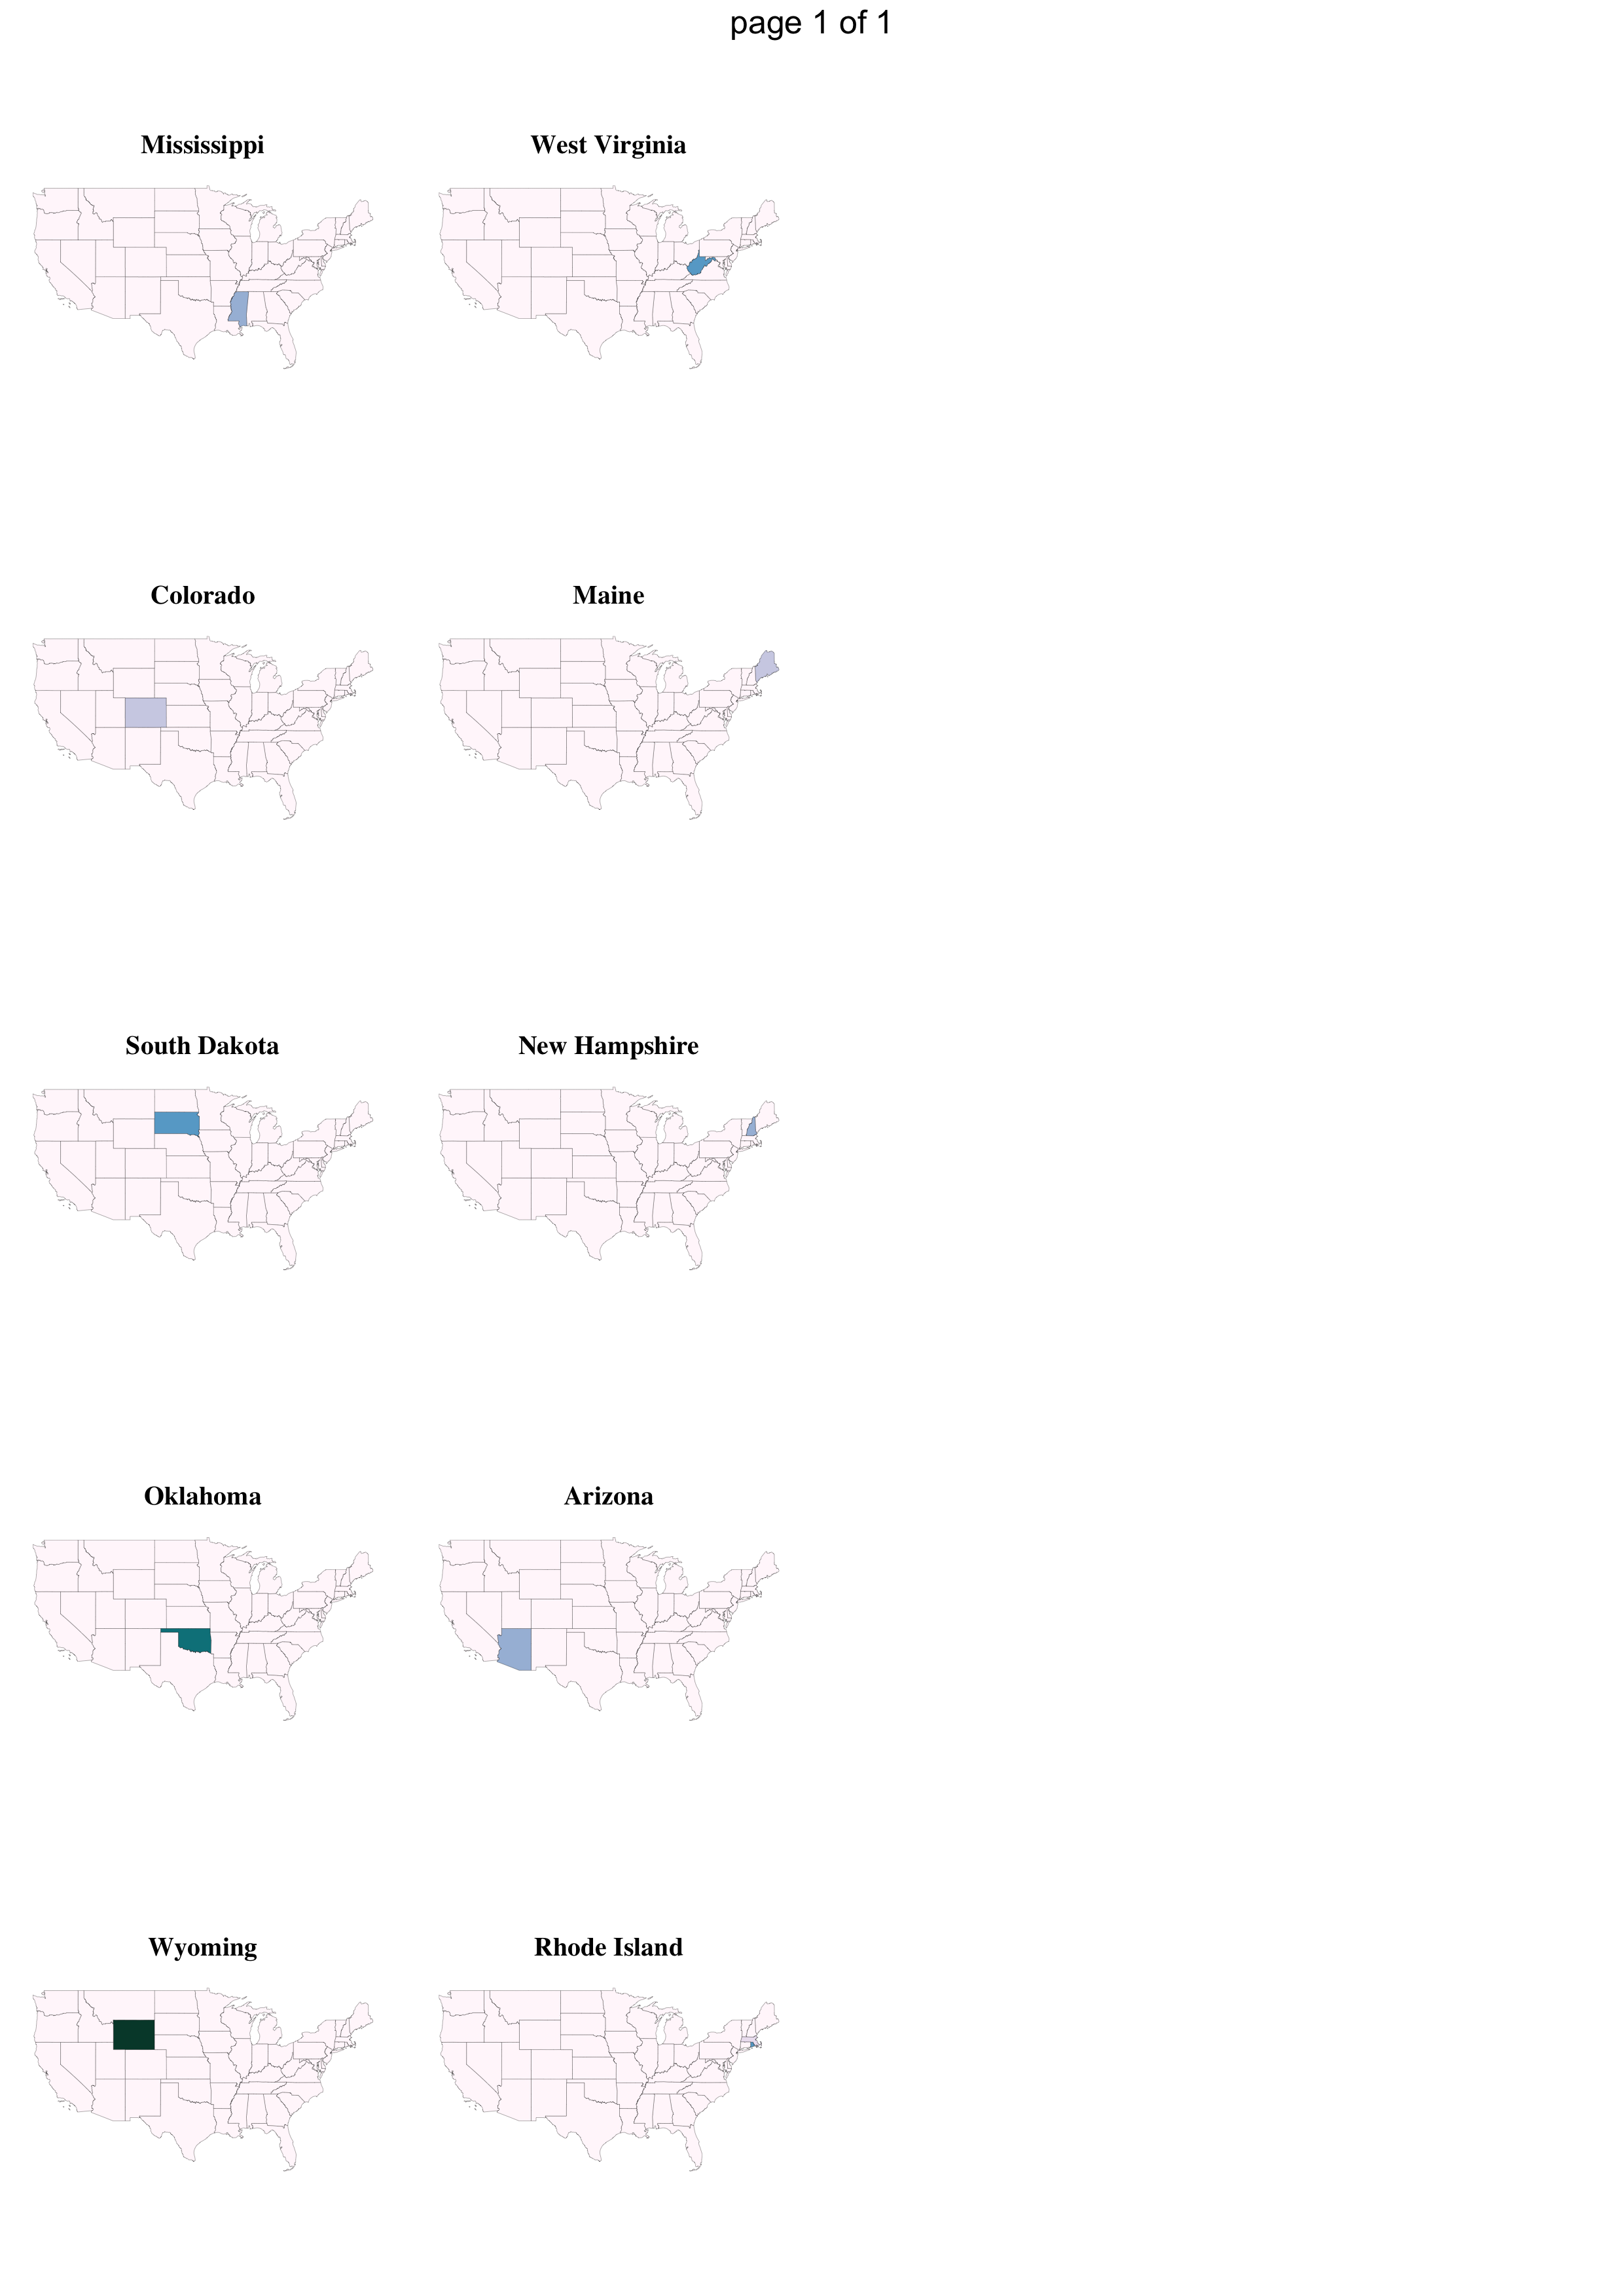 page 1 of 1
Mississippi
West Virginia
Colorado
Maine
South Dakota
New Hampshire
Oklahoma
Arizona
Wyoming
Rhode Island